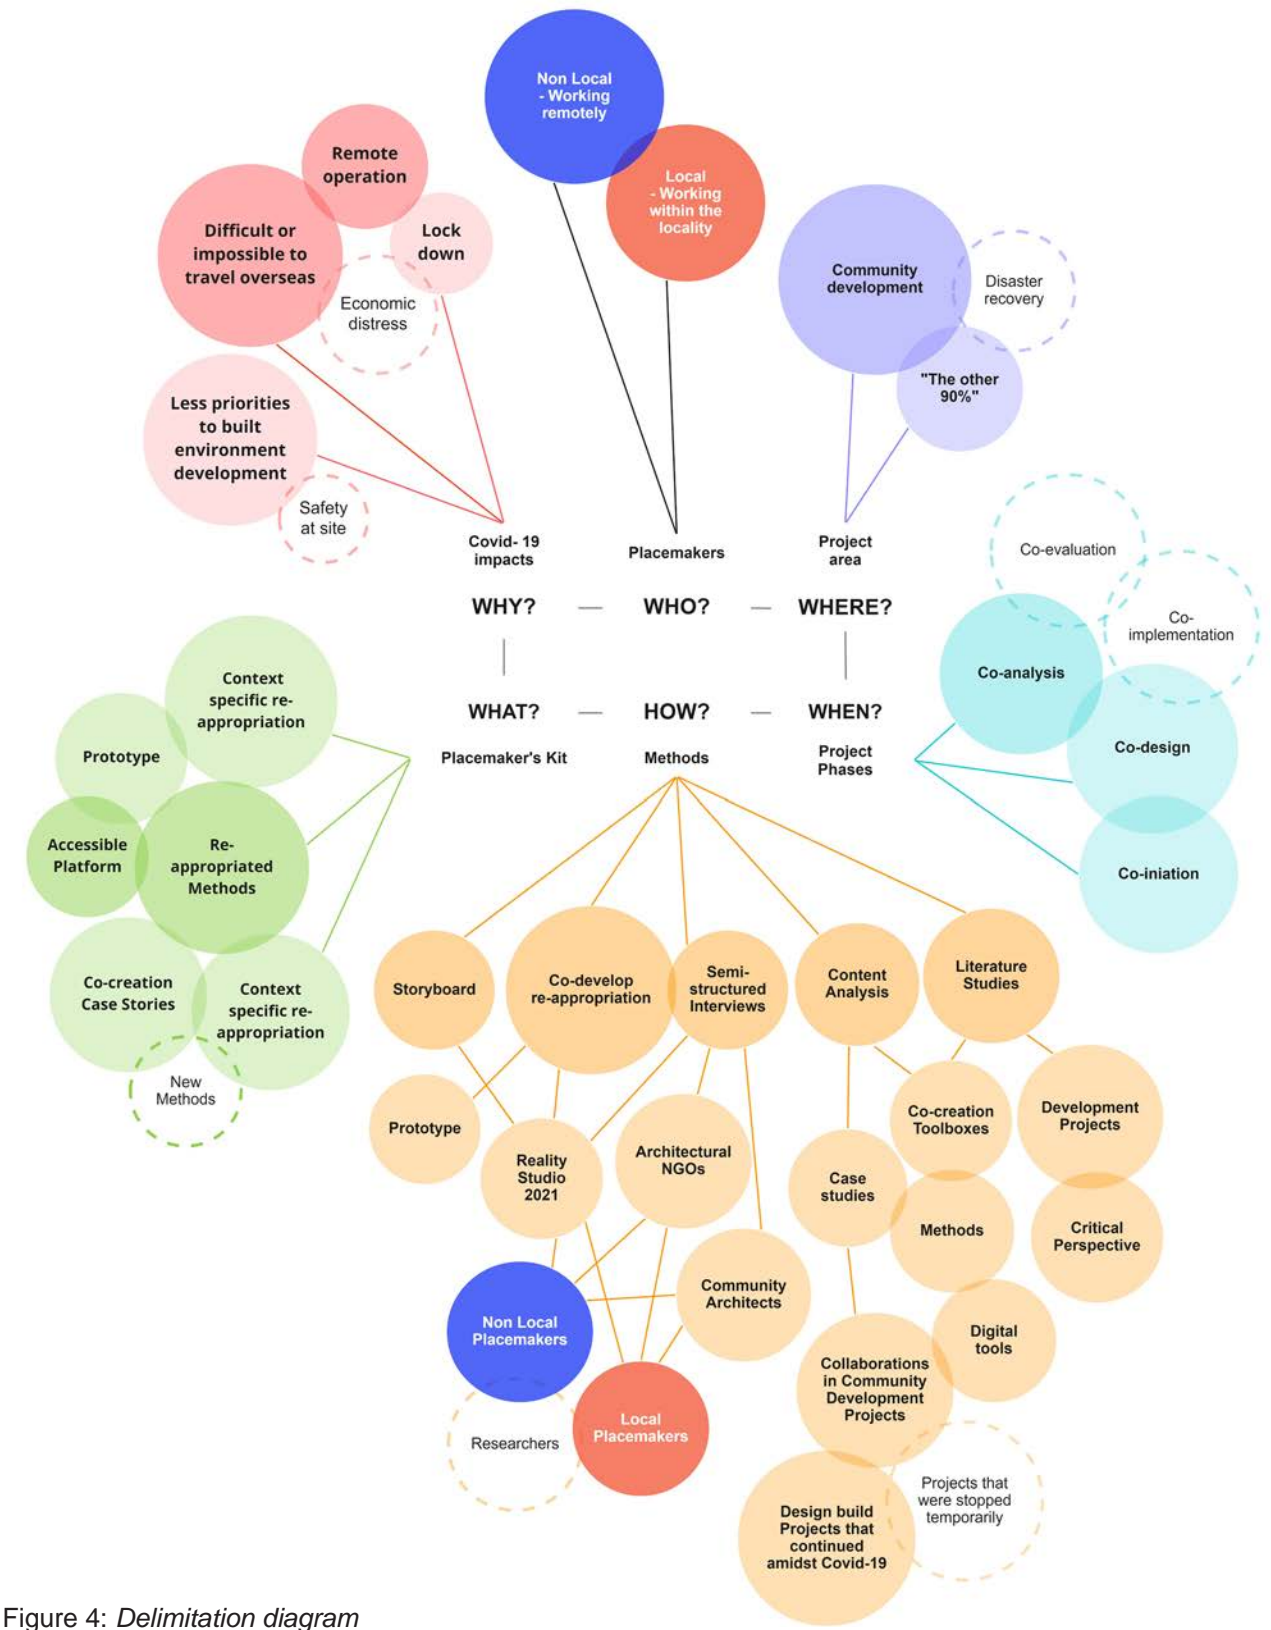 Non Local
- Working
remotely
Local
- Working
within the
locality
Remote
operation
Difficult or
impossible to
travel overseas
Lock
down
Economic
distress
Less priorities
to built
environment
development
Safety
at site
Community
development
Disaster
recovery
"The other
90%"
Covid- 19
impacts
Placemakers
Project
area
WHY?
WHO?
WHERE?
WHAT?
HOW?
WHEN?
Placemaker's Kit
Methods
Project
Phases
Co-evaluation
Co-
implementation
Co-analysis
Co-design
Co-iniation
Context
specific re-
appropriation
Prototype
Accessible
Platform
Re-
appropriated
Methods
Co-creation
Case Stories
Context
specific re-
appropriation
New
Methods
Storyboard
Co-develop
re-appropriation
Semi-
structured
Interviews
Content
Analysis
Literature
Studies
Prototype
Reality
Studio
2021
Architectural
NGOs
Co-creation
Toolboxes
Development
Projects
Case
studies
Methods
Critical
Perspective
Community
Architects
Non Local
Placemakers
Digital
tools
Collaborations
in Community
Development
Projects
Researchers
Local
Placemakers
Projects that
were stopped
temporarily
Design build
Projects that
continued
amidst Covid-19
Figure 4: Delimitation diagram